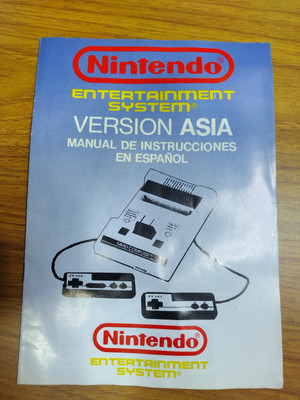 Nintendo®
ENTERTAINMENT
SYSTEM®
VERSION ASIA
MANUAL DE INSTRUCCIONES
EN ESPAÑOL
Nintendo®
ENTERTAINMENT
SYSTEM®